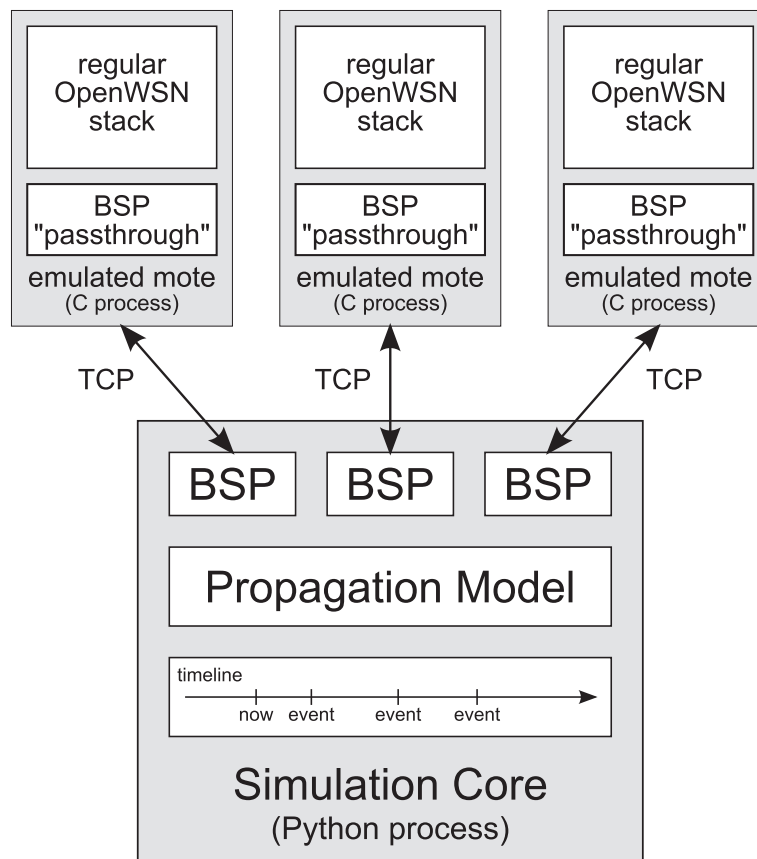 regular
OpenWSN
stack
BSP
"passthrough"
emulated mote
(C process)
regular
OpenWSN
stack
BSP
"passthrough"
emulated mote
(C process)
regular
OpenWSN
stack
BSP
"passthrough"
emulated mote
(C process)
TCP
TCP
TCP
BSP
BSP
BSP
Propagation Model
timeline
now event event event
Simulation Core
(Python process)